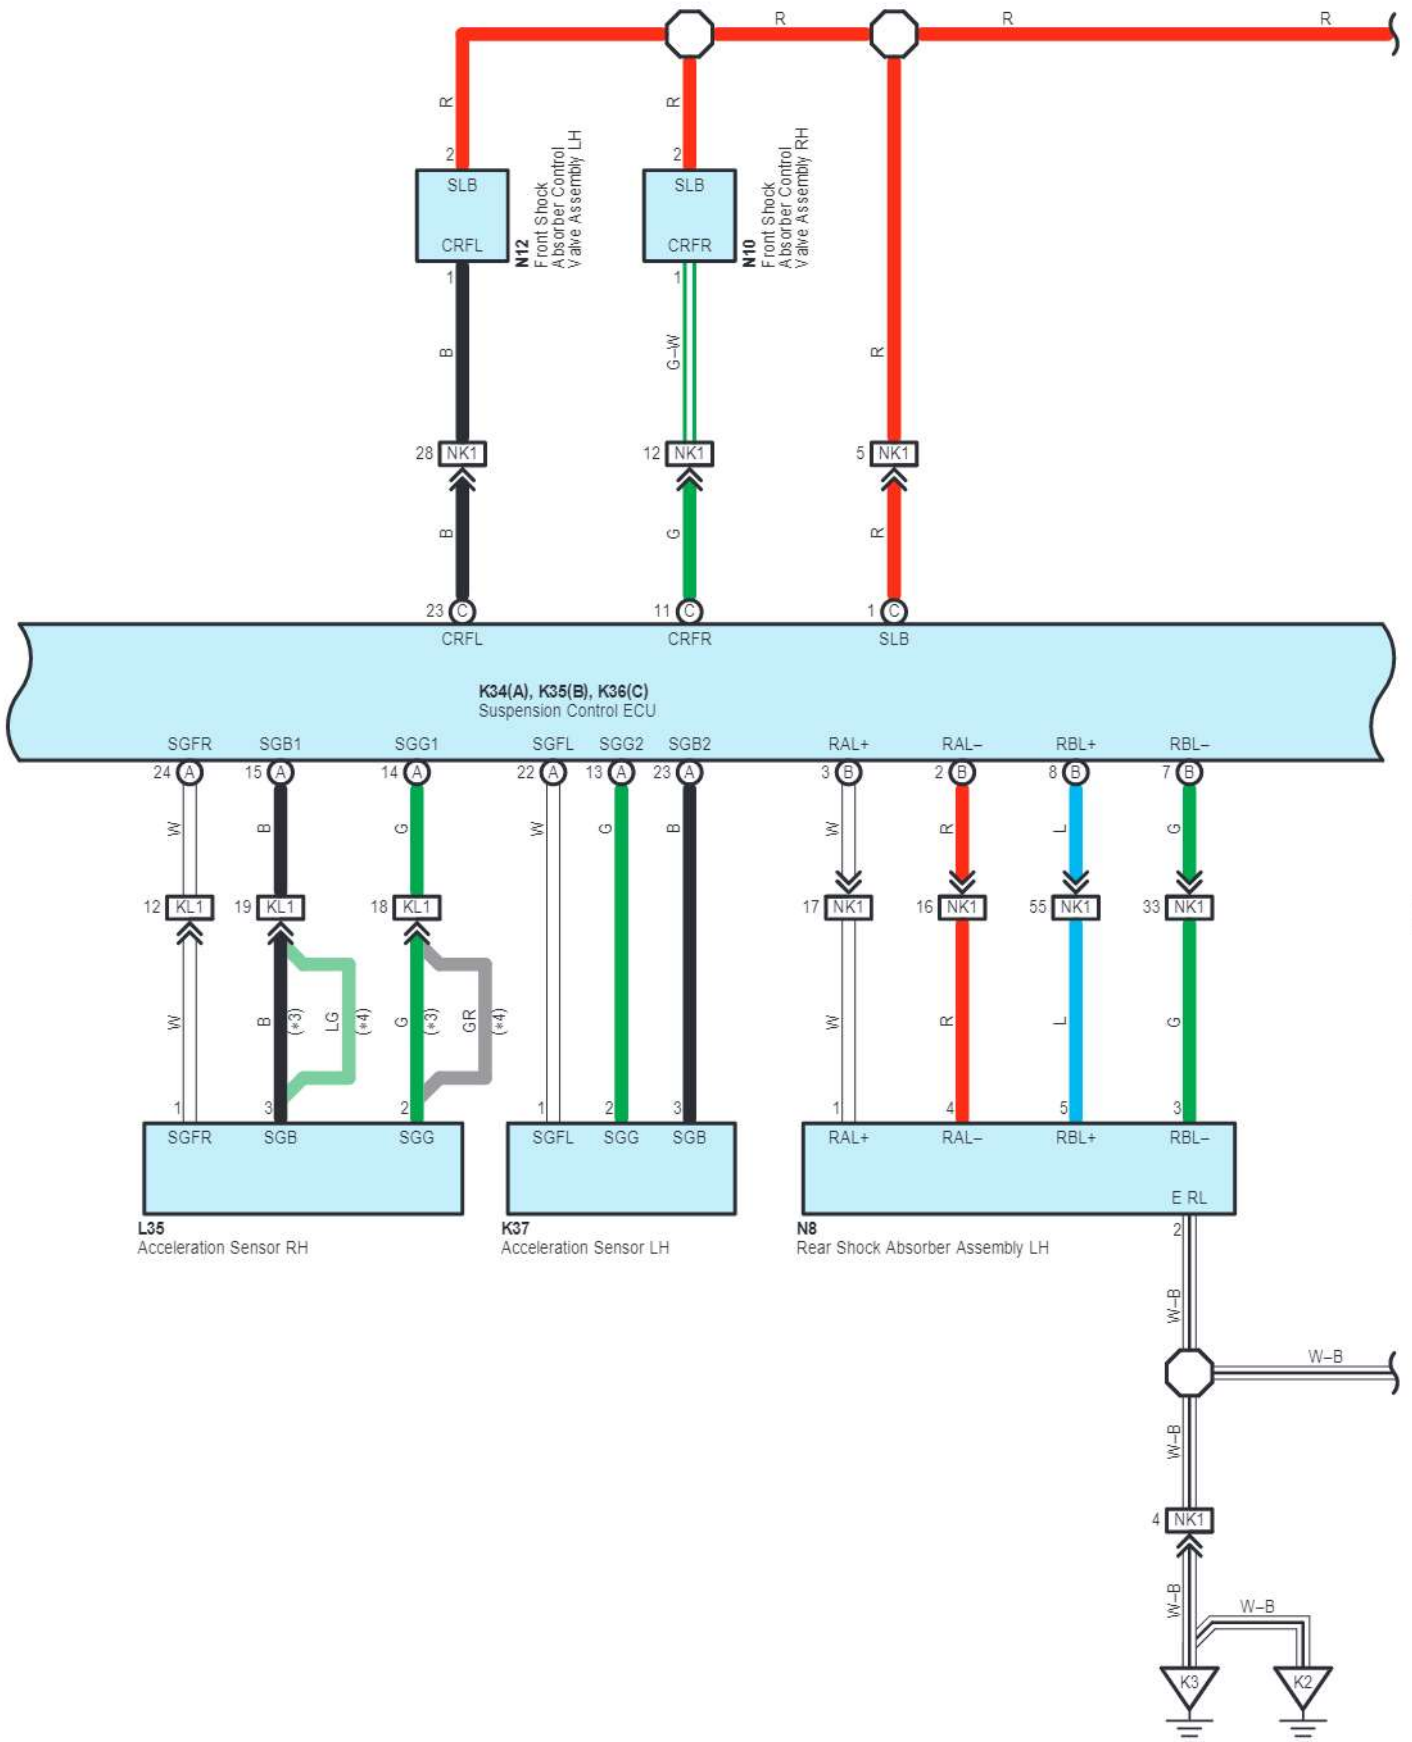 R R R
R R
2 2
SLB SLB
CRFL CRFR
N12
Front Shock
Absorber Control
Valve Assembly LH
N10
Front Shock
Absorber Control
Valve Assembly RH
1 1
B G–W R
28 NK1 12 NK1 5 NK1
B G R
23 C 11 C 1 C
CRFL CRFR SLB
K34(A), K35(B), K36(C)
Suspension Control ECU
SGFR SGB1 SGG1 SGFL SGG2 SGB2 RAL+ RAL– RBL+ RBL–
24 A 15 A 14 A 22 A 13 A 23 A 3 B 2 B 8 B 7 B
W B G W G B W R L G
12 KL1 19 KL1 18 KL1 17 NK1 16 NK1 55 NK1 33 NK1
W B (*3) LG (*4) G (*3) GR (*4) W R L G
1 3 2 1 2 3 1 4 5 3
SGFR SGB SGG SGFL SGG SGB RAL+ RAL– RBL+ RBL–
E RL
L35
Acceleration Sensor RH
K37
Acceleration Sensor LH
N8
Rear Shock Absorber Assembly LH
2
W–B
W–B
W–B
4 NK1
W–B
W–B
K3 K2